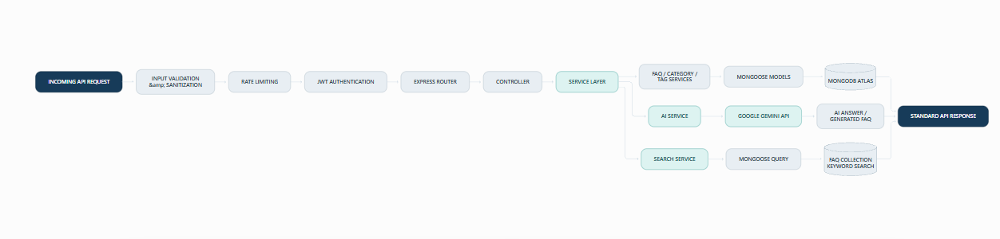 INCOMING API REQUEST
INPUT VALIDATION
&amp; SANITIZATION
RATE LIMITING
JWT AUTHENTICATION
EXPRESS ROUTER
CONTROLLER
SERVICE LAYER
FAQ / CATEGORY /
TAG SERVICES
MONGOOSE MODELS
MONGODB ATLAS
AI SERVICE
GOOGLE GEMINI API
AI ANSWER /
GENERATED FAQ
STANDARD API RESPONSE
SEARCH SERVICE
MONGOOSE QUERY
FAQ COLLECTION
KEYWORD SEARCH